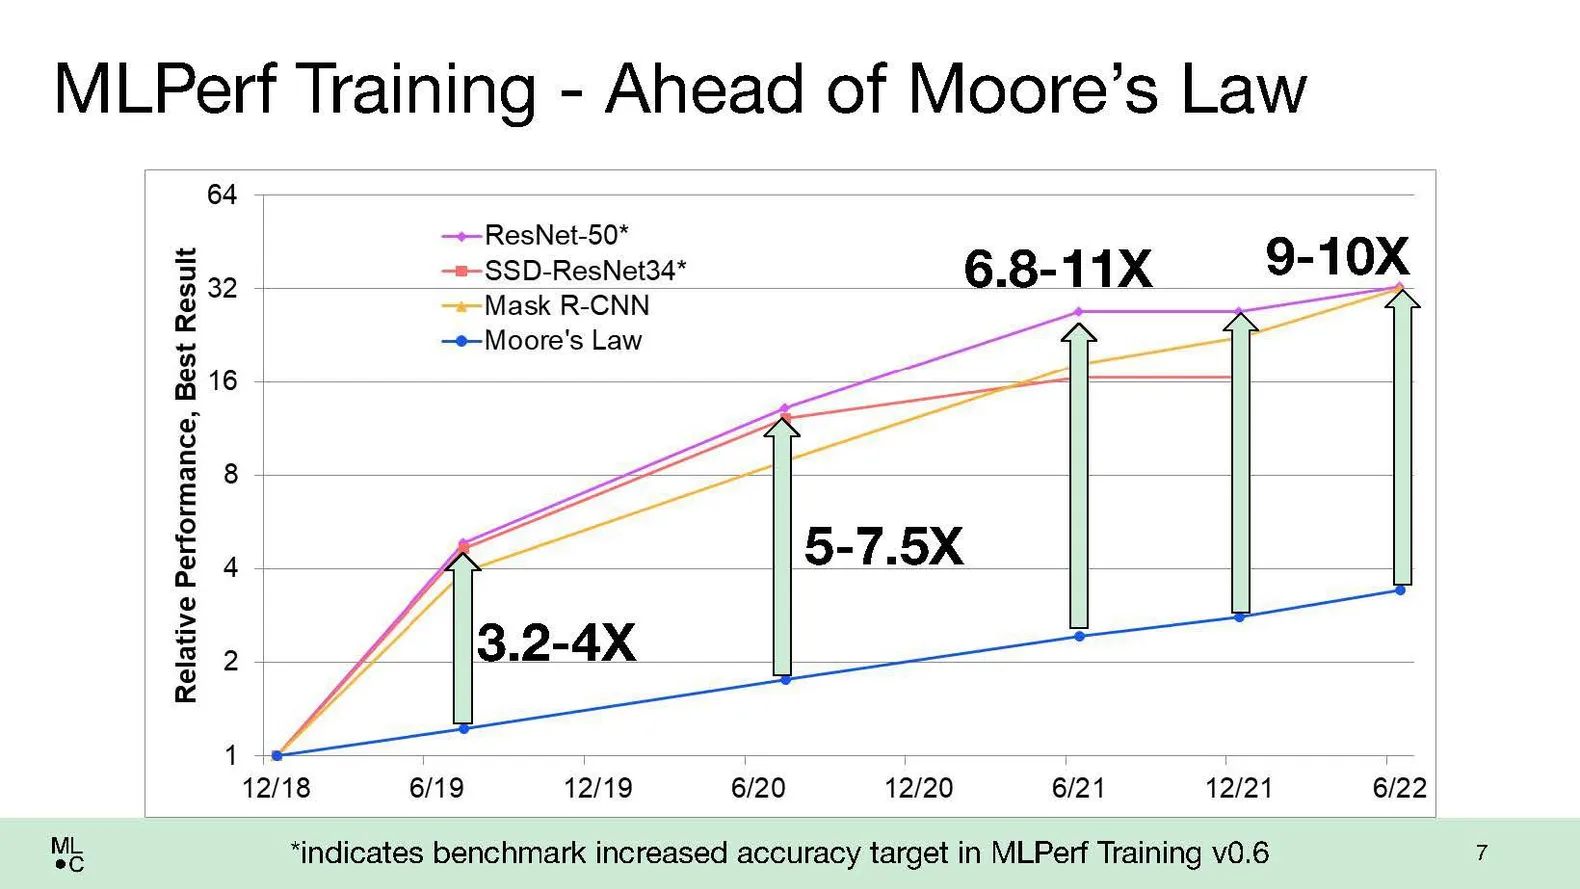 MLPerf Training - Ahead of Moore's Law
Relative Performance, Best Result
64
32
16
8
4
2
1
ResNet-50*
SSD-ResNet34*
Mask R-CNN
Moore's Law
3.2-4X
5-7.5X
6.8-11X
9-10X
12/18 6/19 12/19 6/20 12/20 6/21 12/21 6/22
ML
C
*indicates benchmark increased accuracy target in MLPerf Training v0.6
7